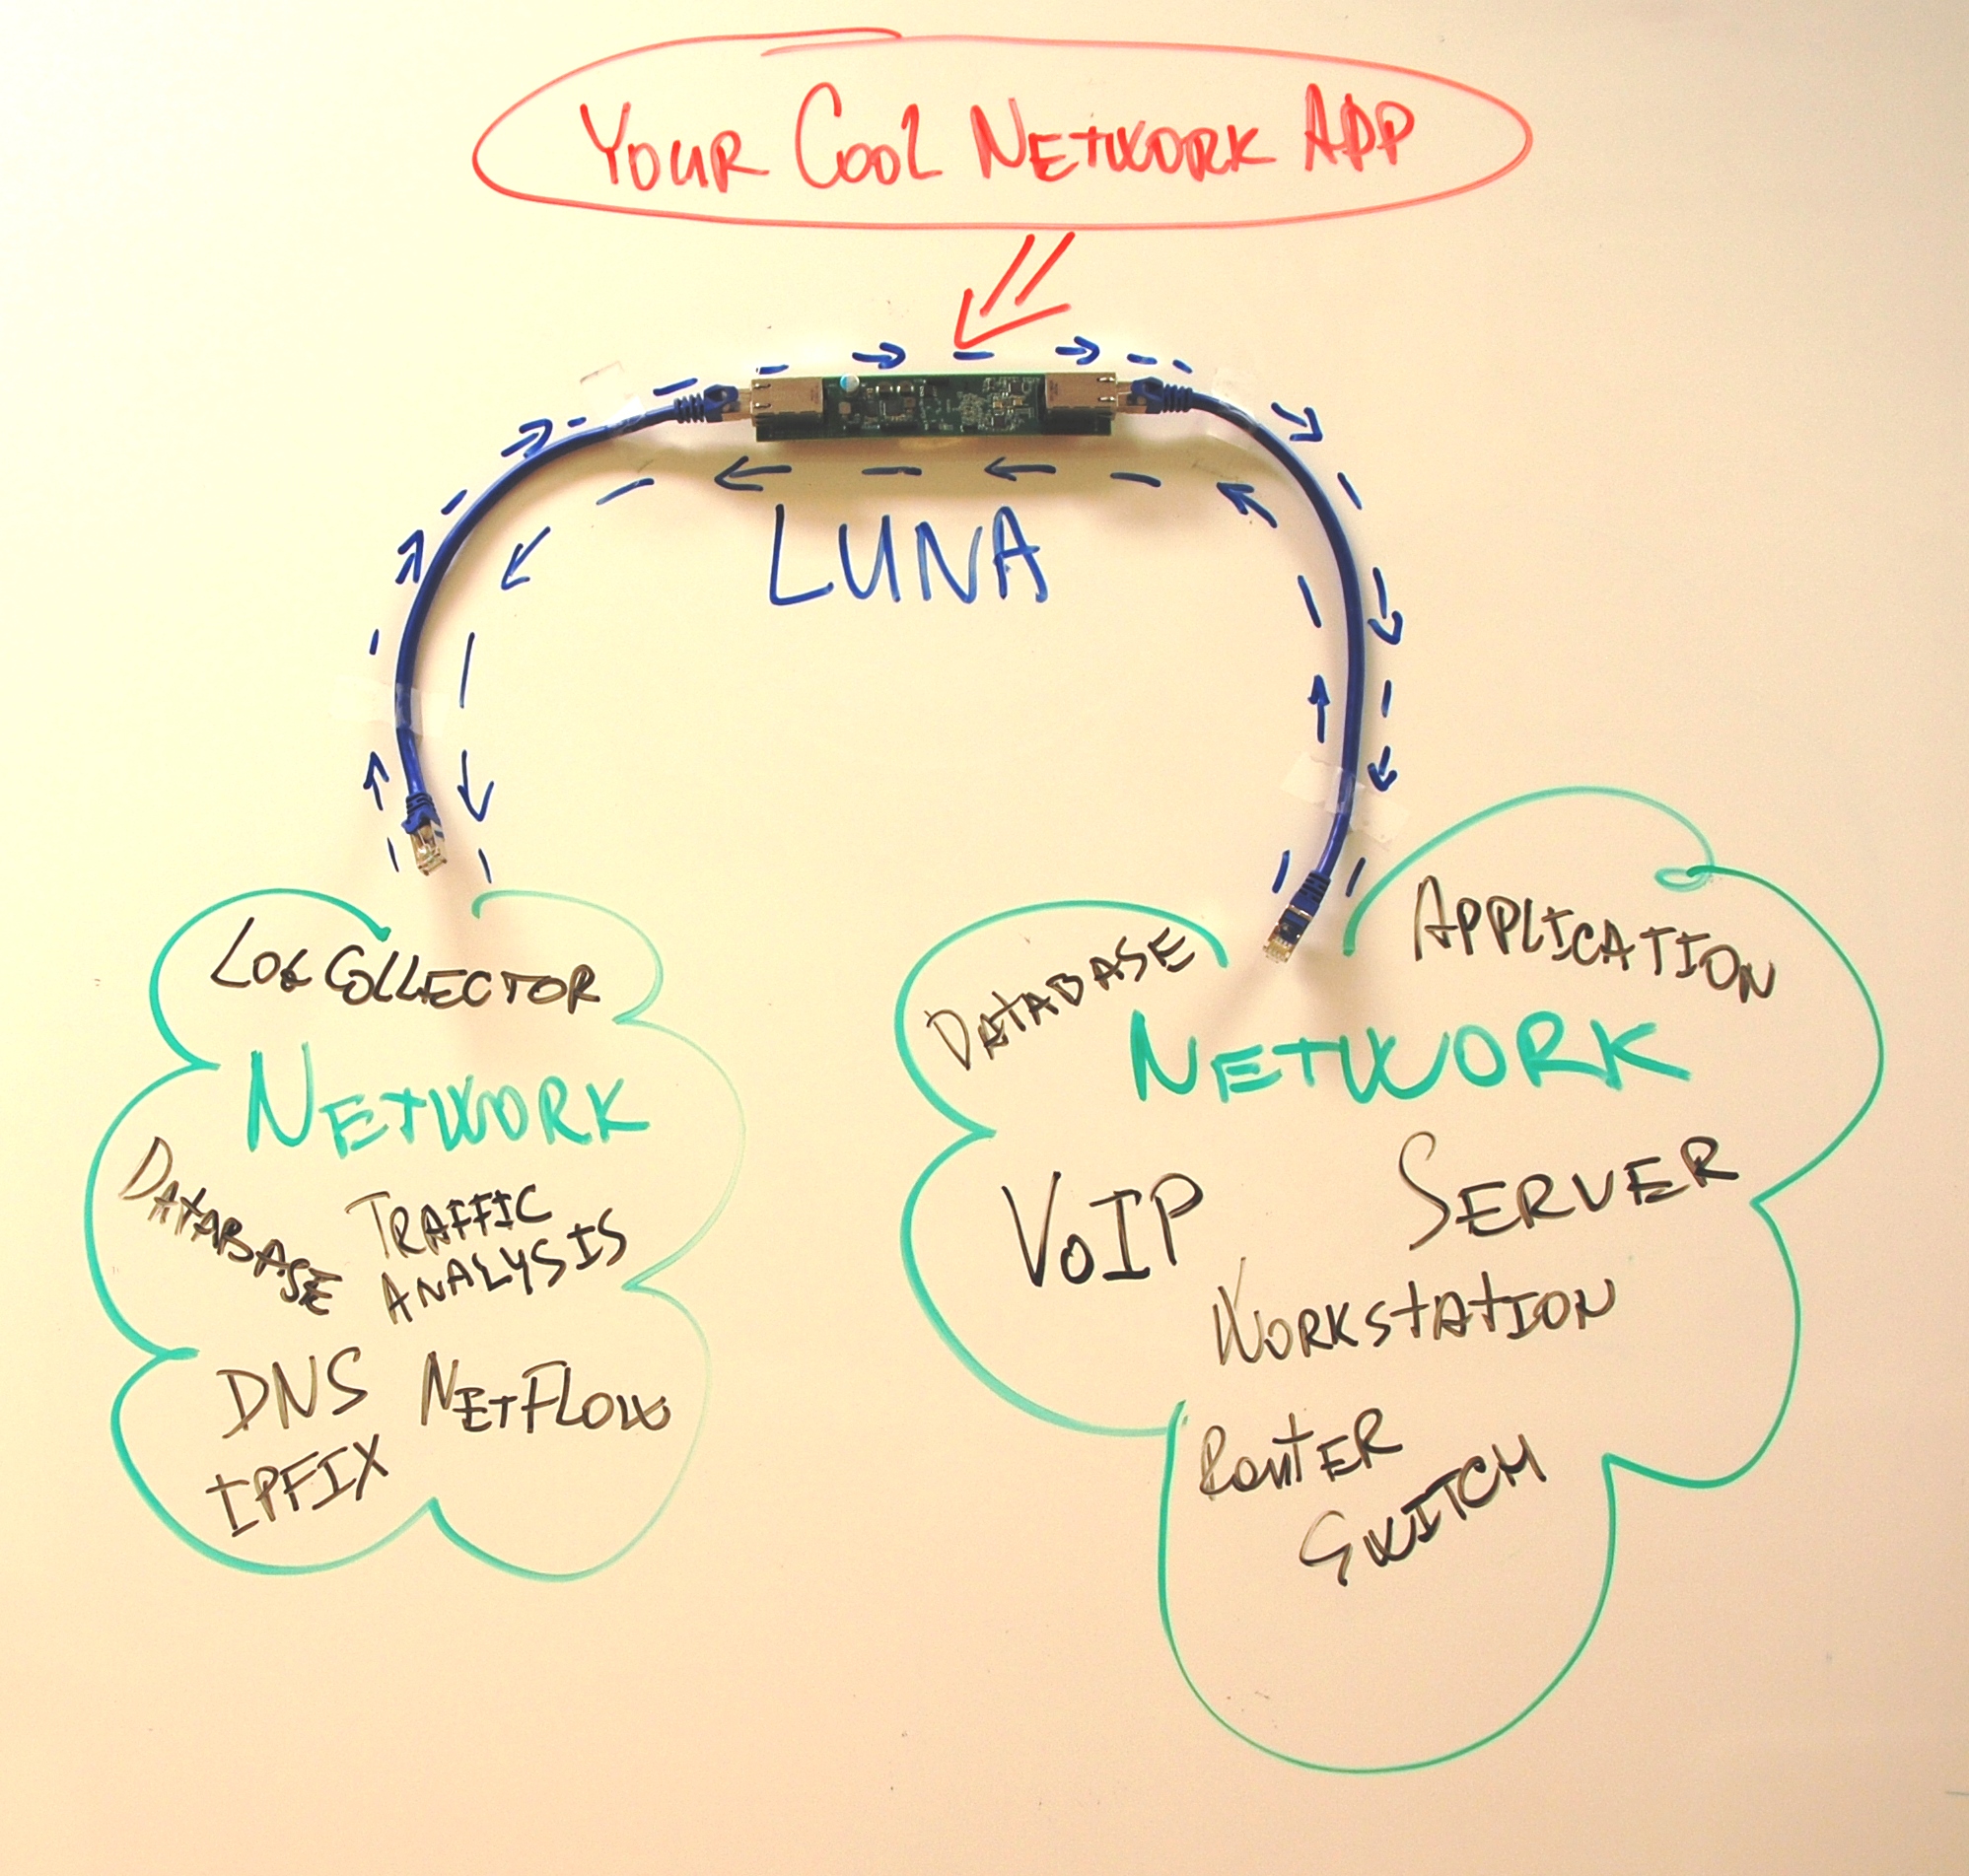 YOUR COOL NETWORK APP
LUNA
LOG COLLECTOR
NETWORK
DATABASE
TRAFFIC
ANALYSIS
DNS NETFLOW
IPFIX
DATABASE
APPLICATION
NETWORK
VOIP
SERVER
WORKSTATION
ROUTER
SWITCH